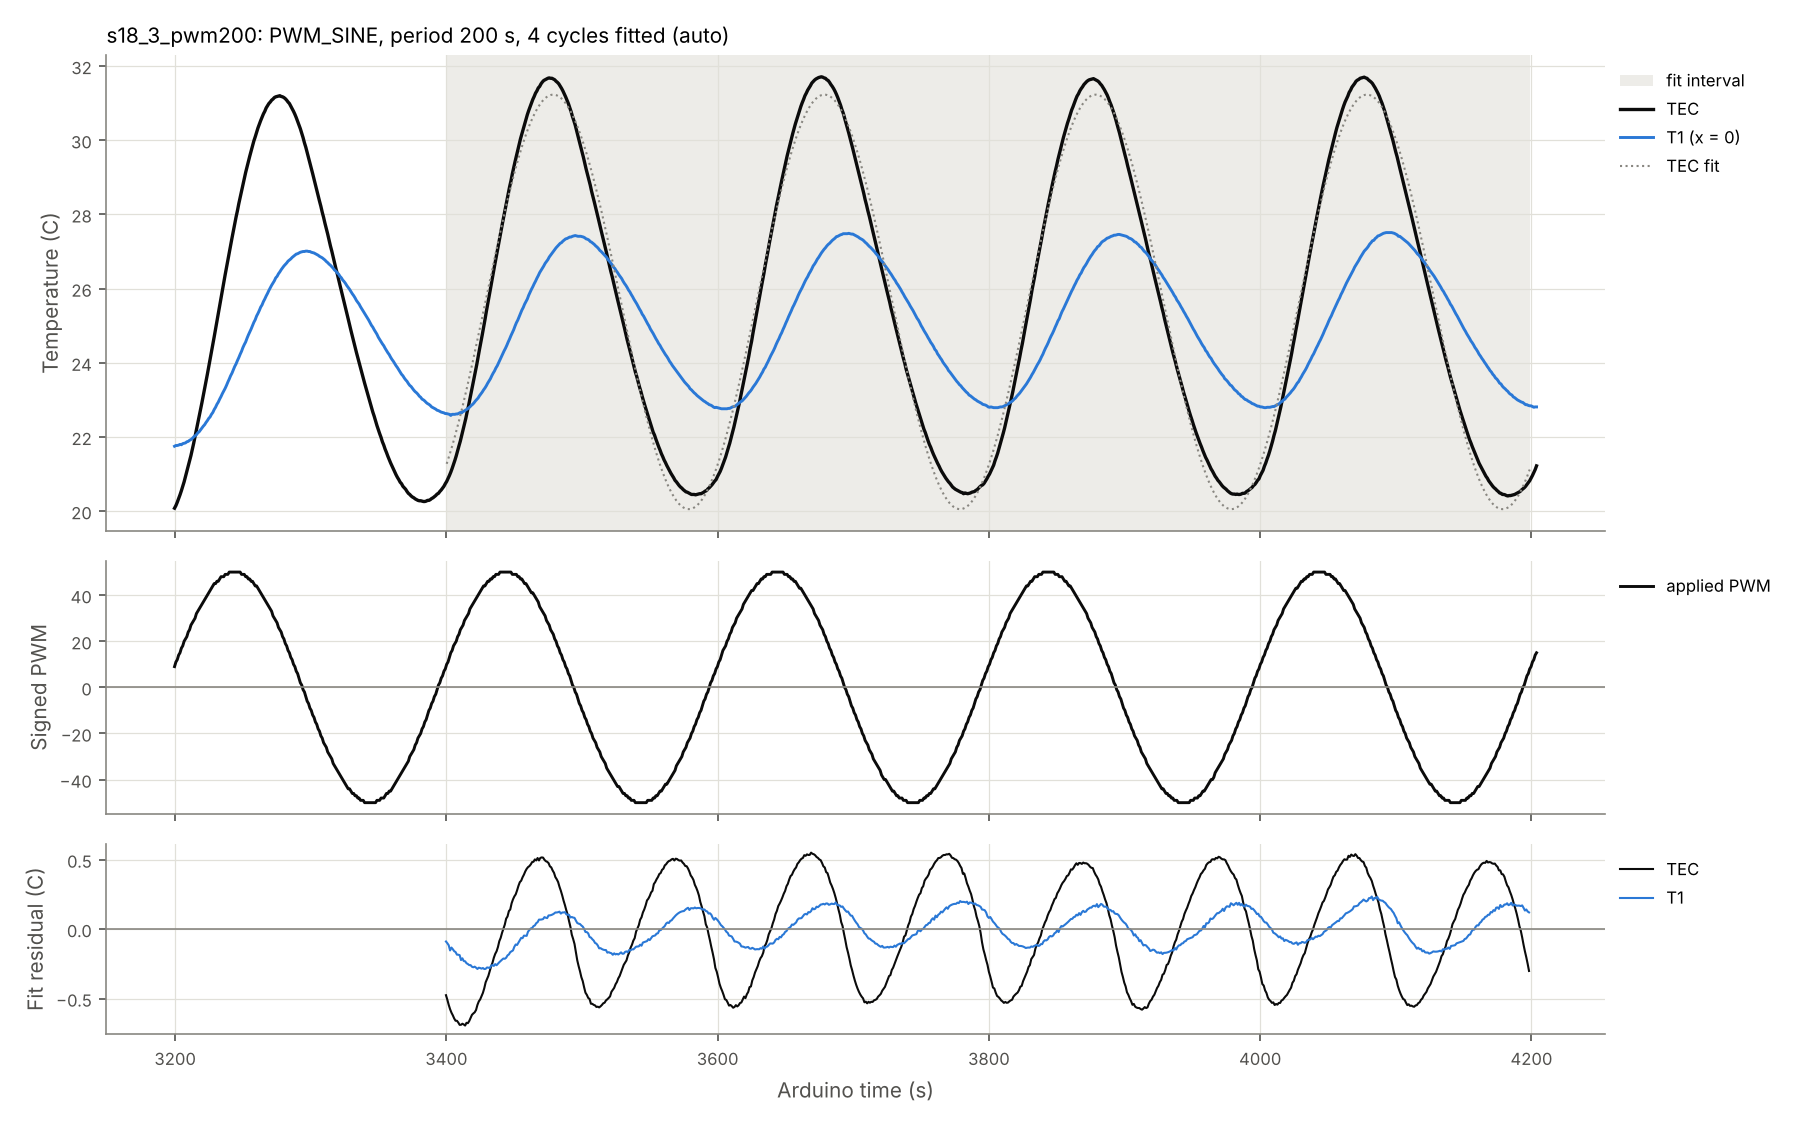 s18_3_pwm200: PWM_SINE, period 200 s, 4 cycles fitted (auto)
Temperature (C)
32
30
28
26
24
22
20
fit interval
TEC
T1 (x = 0)
TEC fit
Signed PWM
40
20
0
−20
−40
applied PWM
Fit residual (C)
0.5
0.0
−0.5
TEC
T1
3200
3400
3600
3800
4000
4200
Arduino time (s)